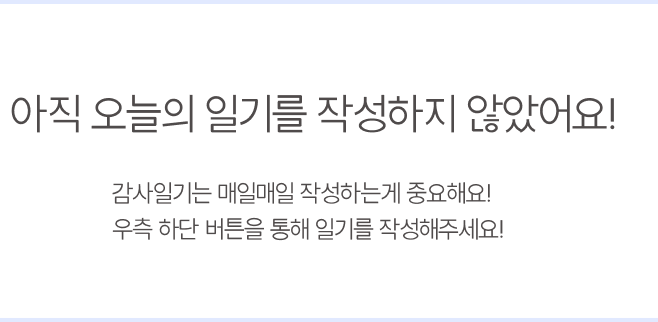 아직 오늘의 일기를 작성하지 않았어요!
감사일기는 매일매일 작성하는게 중요해요!
우측 하단 버튼을 통해 일기를 작성해주세요!